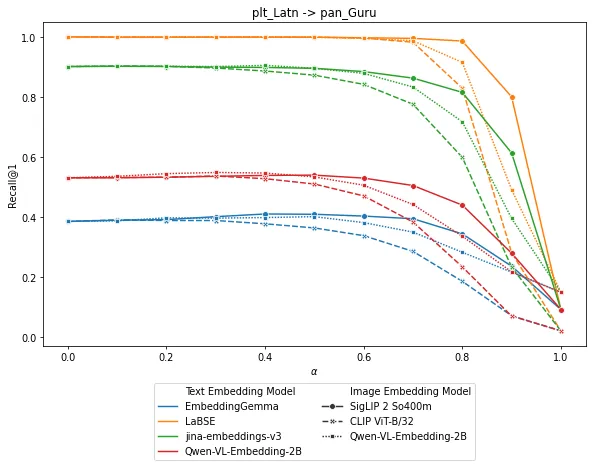 plt_Latn -> pan_Guru
Recall@1
1.0
0.8
0.6
0.4
0.2
0.0
0.0 0.2 0.4 0.6 0.8 1.0
α
Text Embedding Model Image Embedding Model
EmbeddingGemma SigLIP 2 So400m
LaBSE CLIP ViT-B/32
jina-embeddings-v3 Qwen-VL-Embedding-2B
Qwen-VL-Embedding-2B